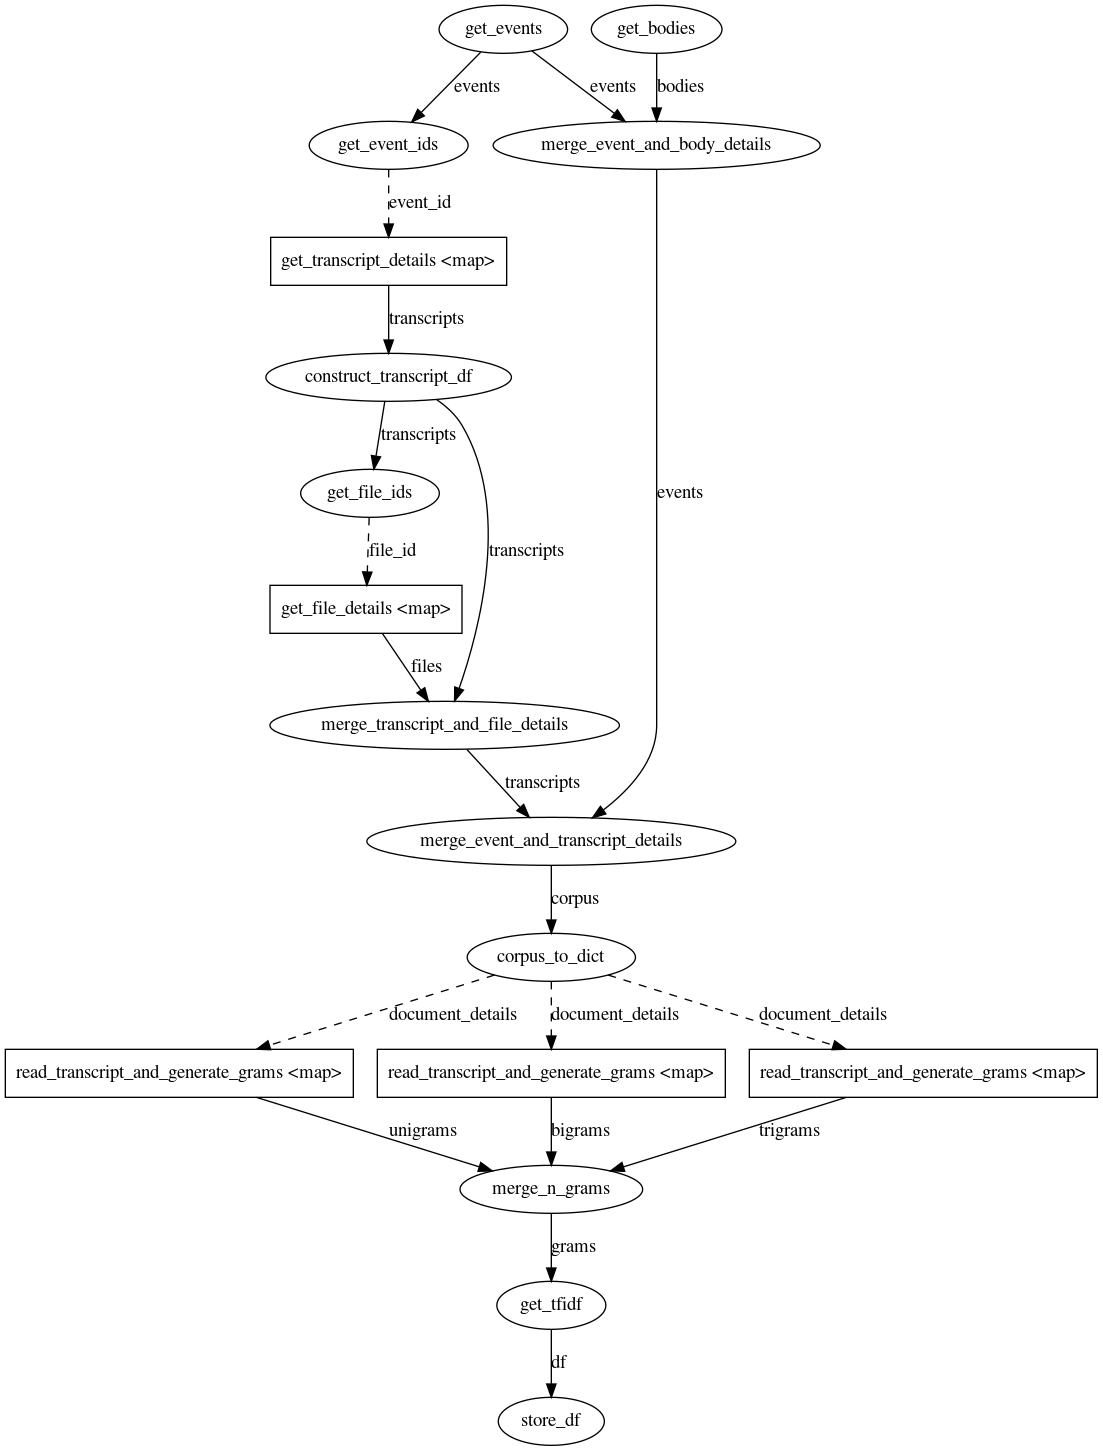 get_events
get_bodies
events
events
bodies
get_event_ids
merge_event_and_body_details
event_id
get_transcript_details <map>
transcripts
construct_transcript_df
transcripts
get_file_ids
events
file_id
transcripts
get_file_details <map>
files
merge_transcript_and_file_details
transcripts
merge_event_and_transcript_details
corpus
corpus_to_dict
document_details
document_details
document_details
read_transcript_and_generate_grams <map>
read_transcript_and_generate_grams <map>
read_transcript_and_generate_grams <map>
unigrams
bigrams
trigrams
merge_n_grams
grams
get_tfidf
df
store_df